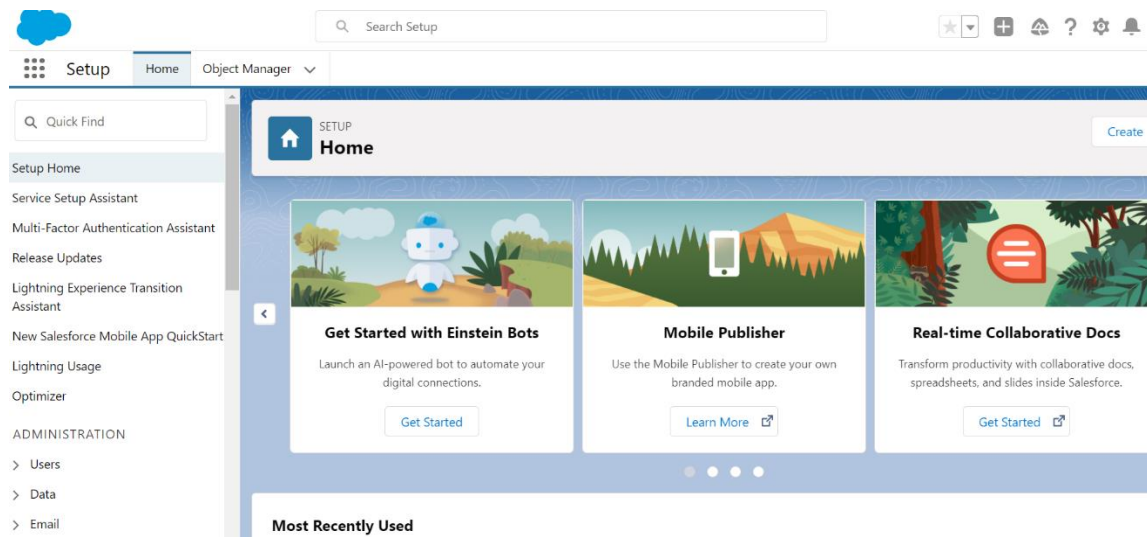 Search Setup
Setup
Home
Object Manager
Quick Find
Setup Home
Service Setup Assistant
Multi-Factor Authentication Assistant
Release Updates
Lightning Experience Transition
Assistant
New Salesforce Mobile App QuickStart
Lightning Usage
Optimizer
ADMINISTRATION
Users
Data
Email
SETUP
Home
Create
Get Started with Einstein Bots
Launch an AI-powered bot to automate your
digital connections.
Get Started
Mobile Publisher
Use the Mobile Publisher to create your own
branded mobile app.
Learn More
Real-time Collaborative Docs
Transform productivity with collaborative docs,
spreadsheets, and slides inside Salesforce.
Get Started
Most Recently Used